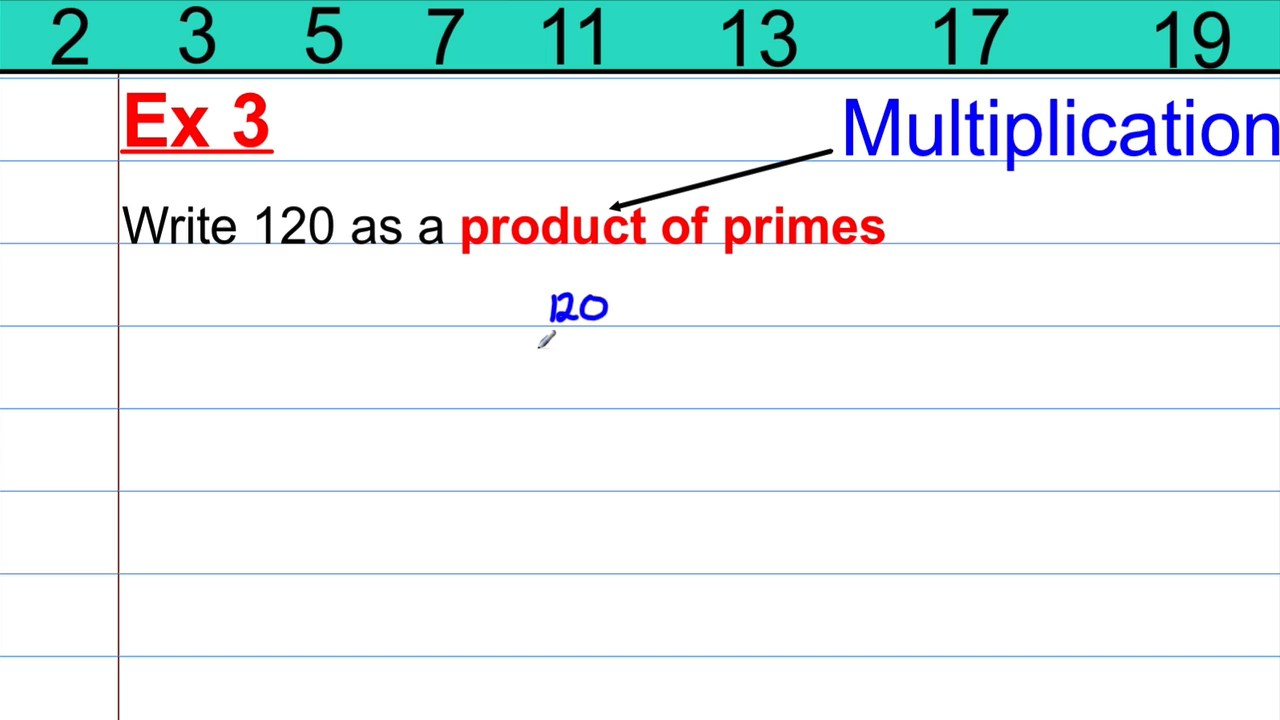 2 3 5 7 11 13 17 19
Ex 3
Multiplication
Write 120 as a product of primes
120